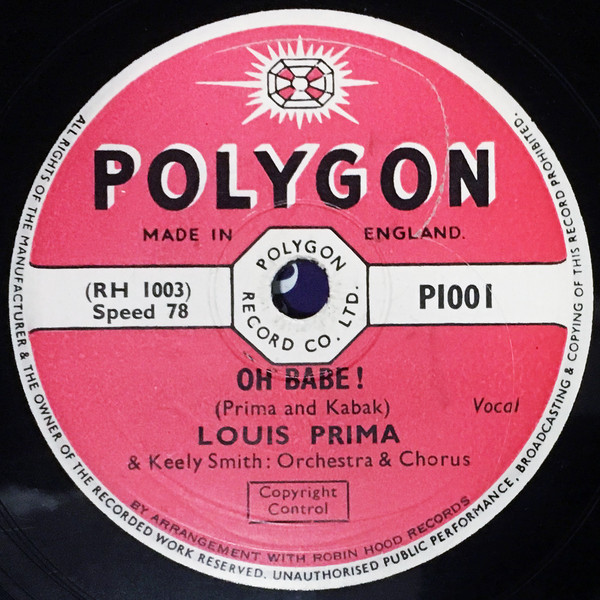 POLYGON
MADE IN ENGLAND.
POLYGON
RECORD CO. LTD.
(RH 1003)
Speed 78
P1001
OH BABE!
(Prima and Kabak)
Vocal
LOUIS PRIMA
& Keely Smith: Orchestra & Chorus
Copyright
Control
BY ARRANGEMENT WITH ROBIN HOOD RECORDS
ALL RIGHTS OF THE MANUFACTURER & THE OWNER OF THE RECORDED WORK RESERVED. UNAUTHORISED PUBLIC PERFORMANCE, BROADCASTING & COPYING OF THIS RECORD PROHIBITED.